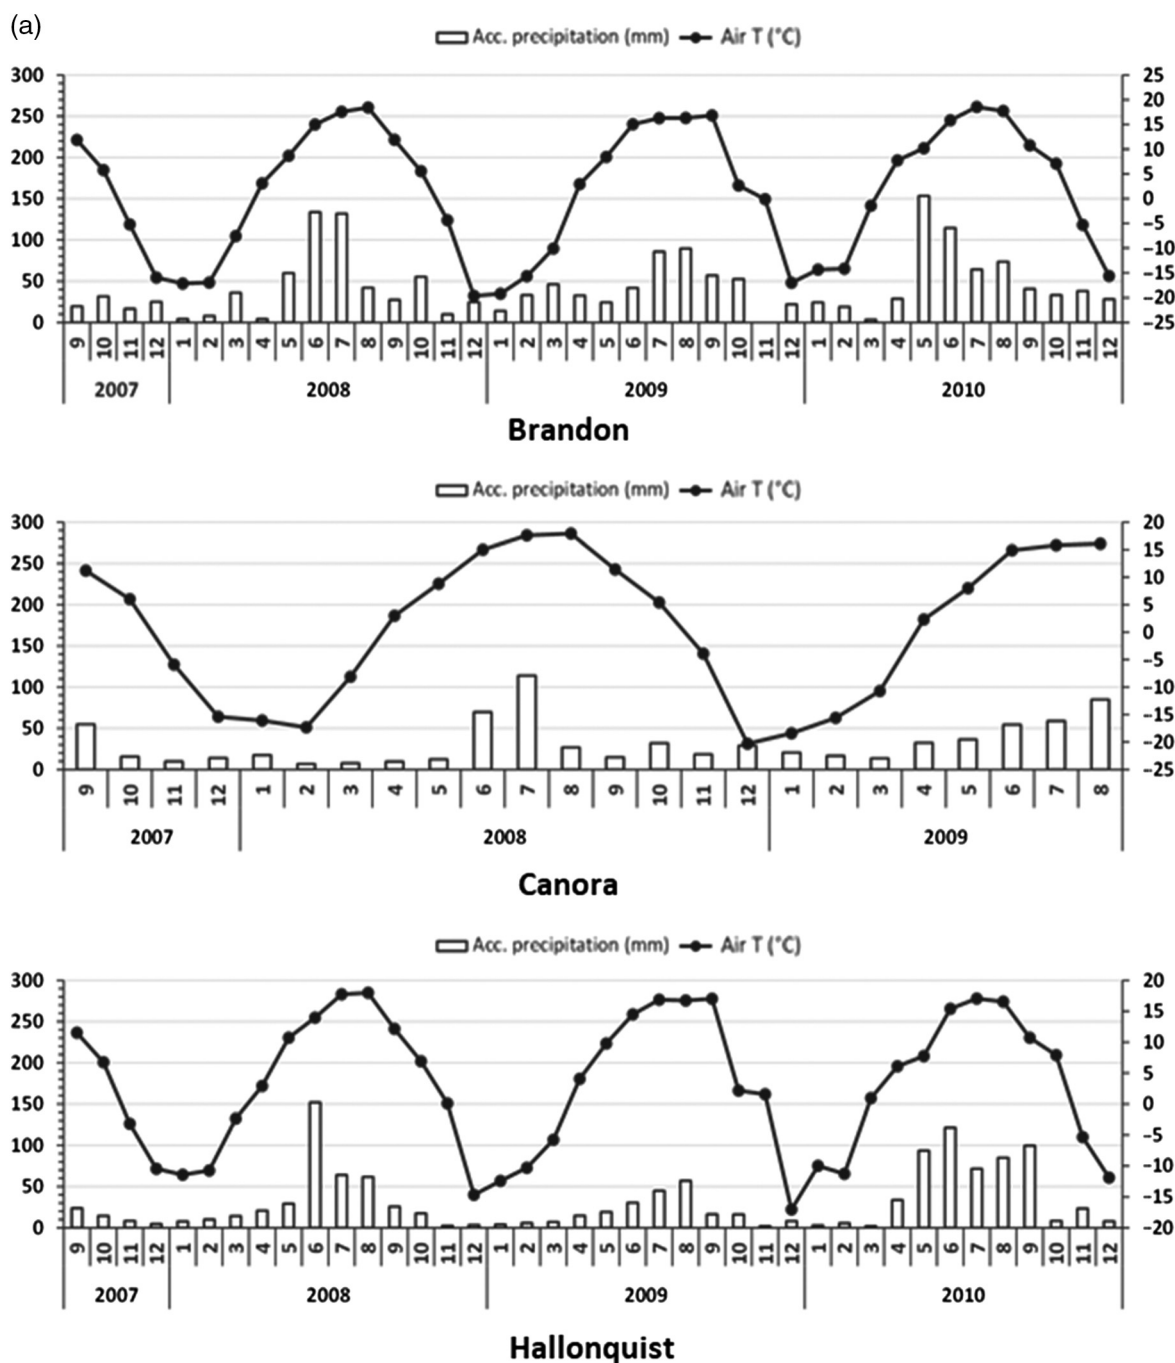 (a)
Acc. precipitation (mm) Air T (°C)
300 25
250 20
200 15
150 10
100 5
50 0
0 −5
−10
−15
−20
−25
9 10 11 12 1 2 3 4 5 6 7 8 9 10 11 12 1 2 3 4 5 6 7 8 9 10 11 12 1 2 3 4 5 6 7 8 9 10 11 12
2007 2008 2009 2010
Brandon
Acc. precipitation (mm) Air T (°C)
300 20
250 15
200 10
150 5
100 0
50 −5
0 −10
−15
−20
−25
9 10 11 12 1 2 3 4 5 6 7 8 9 10 11 12 1 2 3 4 5 6 7 8
2007 2008 2009
Canora
Acc. precipitation (mm) Air T (°C)
300 20
250 15
200 10
150 5
100 0
50 −5
0 −10
−15
−20
9 10 11 12 1 2 3 4 5 6 7 8 9 10 11 12 1 2 3 4 5 6 7 8 9 10 11 12 1 2 3 4 5 6 7 8 9 10 11 12
2007 2008 2009 2010
Hallonquist